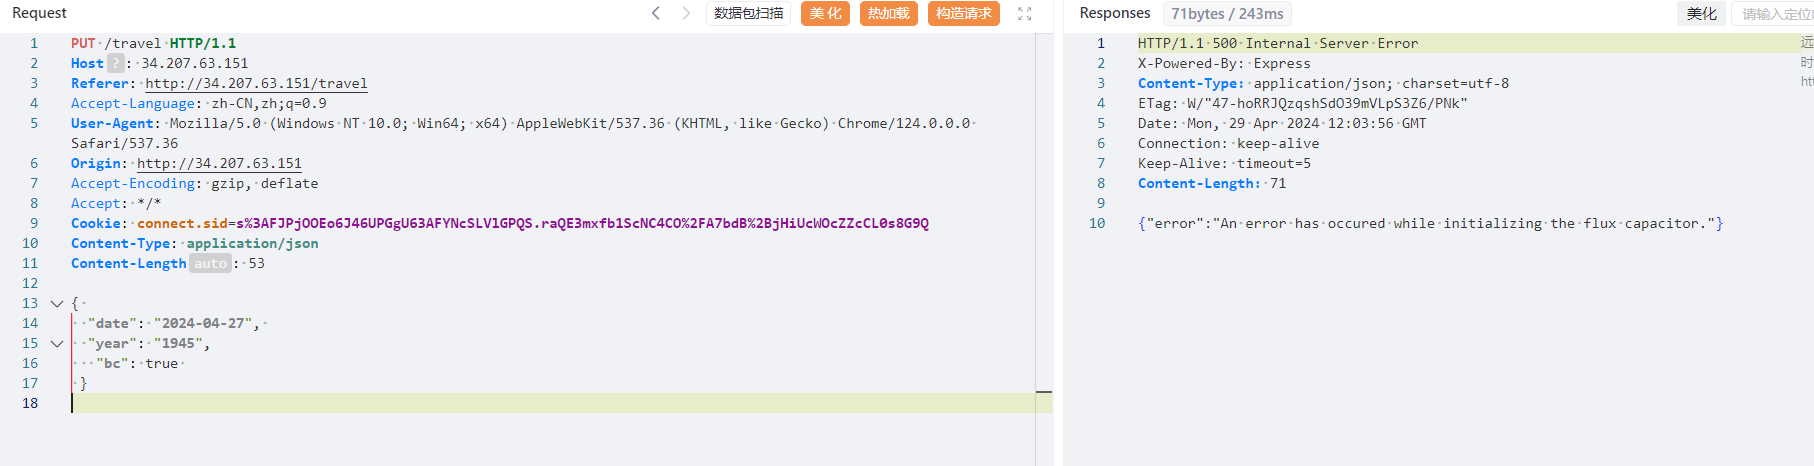 Request
数据包扫描
美化
热加载
构造请求
1 PUT /travel HTTP/1.1
2 Host ? : 34.207.63.151
3 Referer: http://34.207.63.151/travel
4 Accept-Language: zh-CN,zh;q=0.9
5 User-Agent: Mozilla/5.0 (Windows NT 10.0; Win64; x64) AppleWebKit/537.36 (KHTML, like Gecko) Chrome/124.0.0.0
Safari/537.36
6 Origin: http://34.207.63.151
7 Accept-Encoding: gzip, deflate
8 Accept: */*
9 Cookie: connect.sid=s%3AFJPjOOEo6J46UPGgU63AFYNcSLVlGPQS.raQE3mxfb1ScNC4CO%2FA7bdB%2BjHiUcWOcZZcCL0s8G9Q
10 Content-Type: application/json
11 Content-Length auto : 53
12
13 {
14 "date": "2024-04-27",
15 "year": "1945",
16 "bc": true
17 }
18
Responses
71bytes / 243ms
美化
请输入定位
1 HTTP/1.1 500 Internal Server Error
2 X-Powered-By: Express
3 Content-Type: application/json; charset=utf-8
4 ETag: W/"47-hoRRJQzqshSdO39mVLpS3Z6/PNk"
5 Date: Mon, 29 Apr 2024 12:03:56 GMT
6 Connection: keep-alive
7 Keep-Alive: timeout=5
8 Content-Length: 71
9
10 {"error":"An error has occured while initializing the flux capacitor."}
远
时
htt